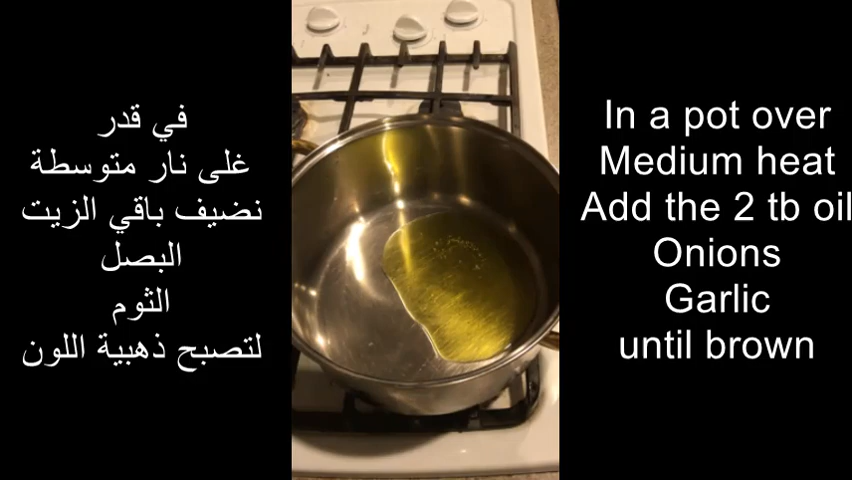 في قدر
غلى نار متوسطة
نضيف باقي الزيت
البصل
الثوم
لتصبح ذهبية اللون
In a pot over
Medium heat
Add the 2 tb oil
Onions
Garlic
until brown